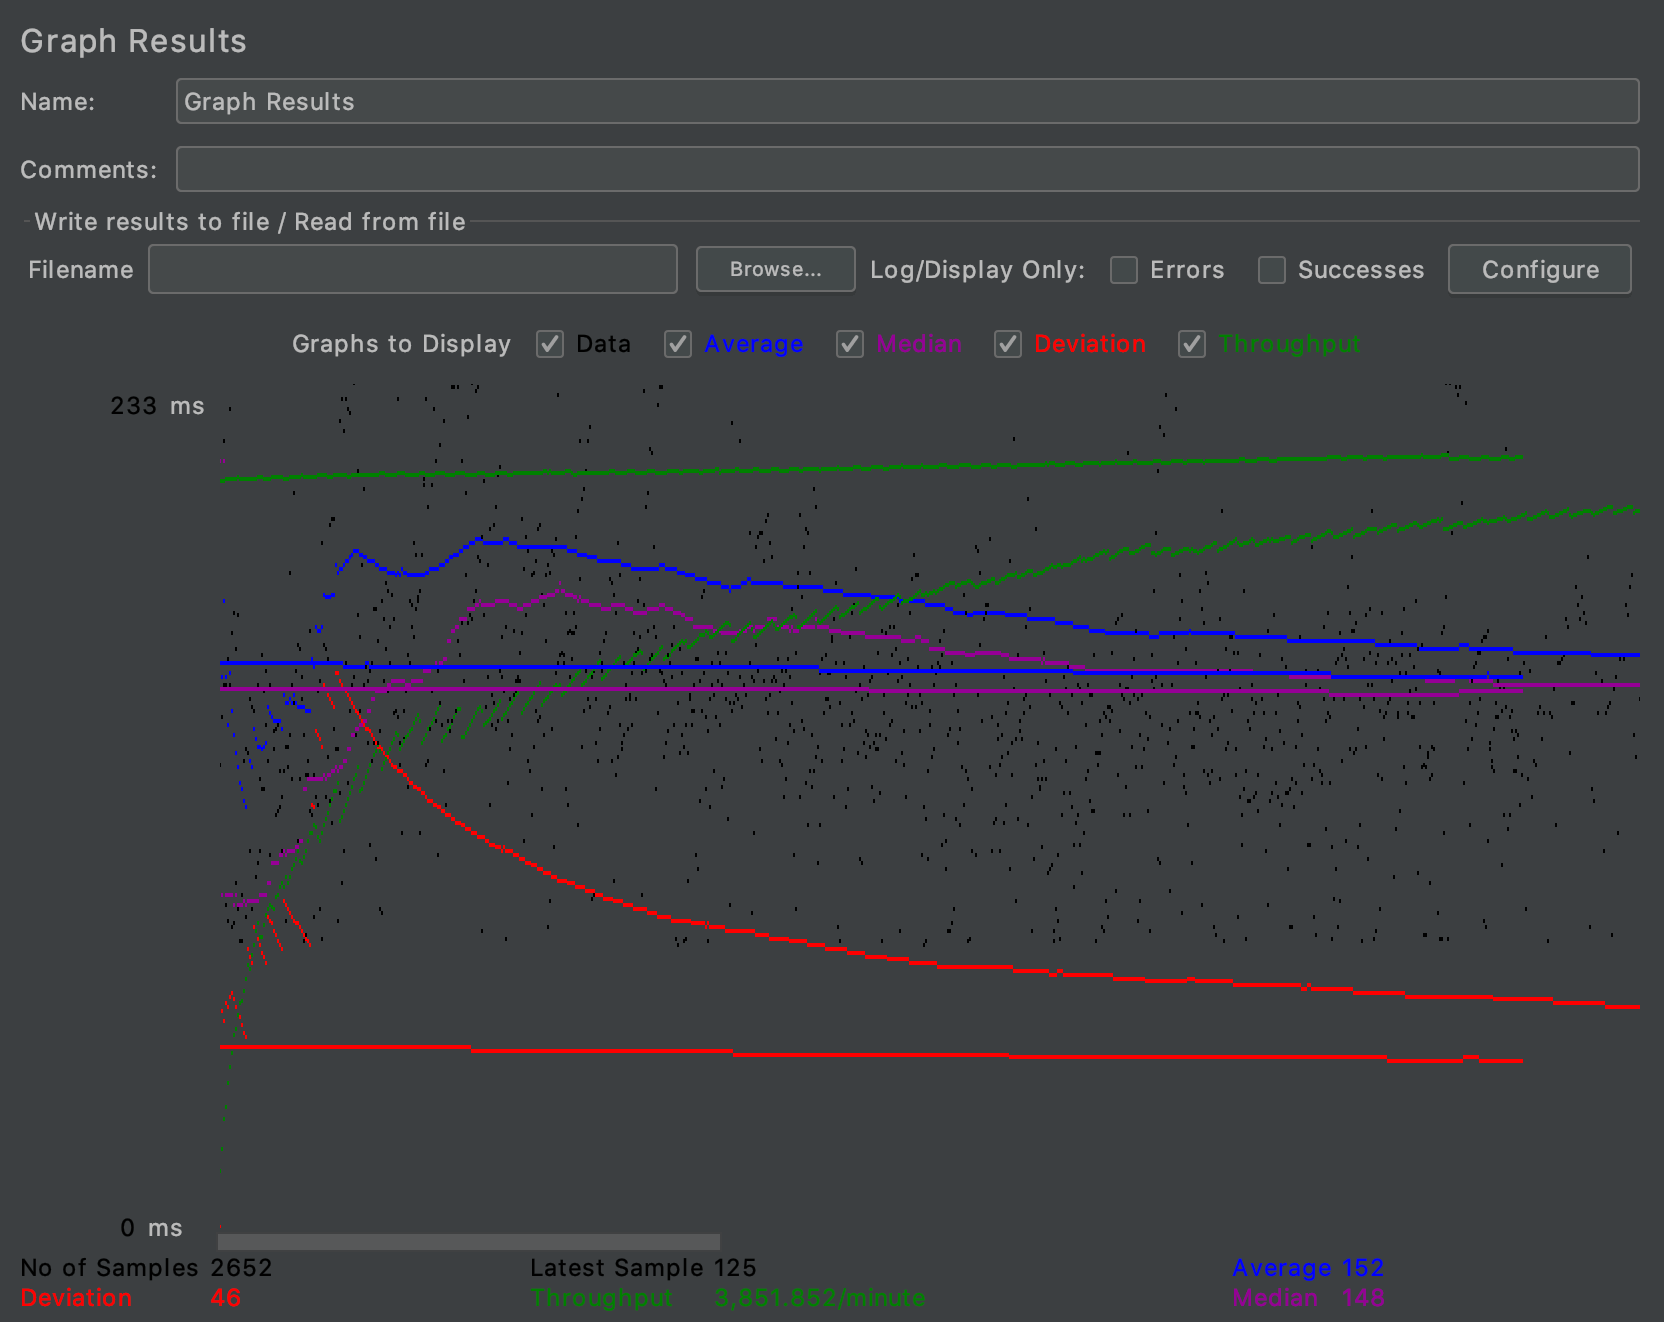 Graph Results
Name: Graph Results
Comments:
Write results to file / Read from file
Filename Browse... Log/Display Only: Errors Successes Configure
Graphs to Display Data Average Median Deviation Throughput
233 ms
0 ms
No of Samples 2652 Latest Sample 125 Average 152
Deviation 46 Throughput 3,851.852/minute Median 148